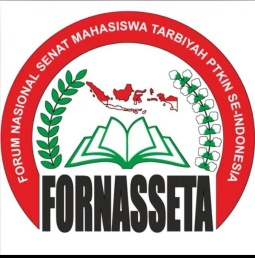 FORUM NASIONAL SENAT MAHASISWA TARBIYAH PTKIN SE-INDONESIA
FORNASSETA